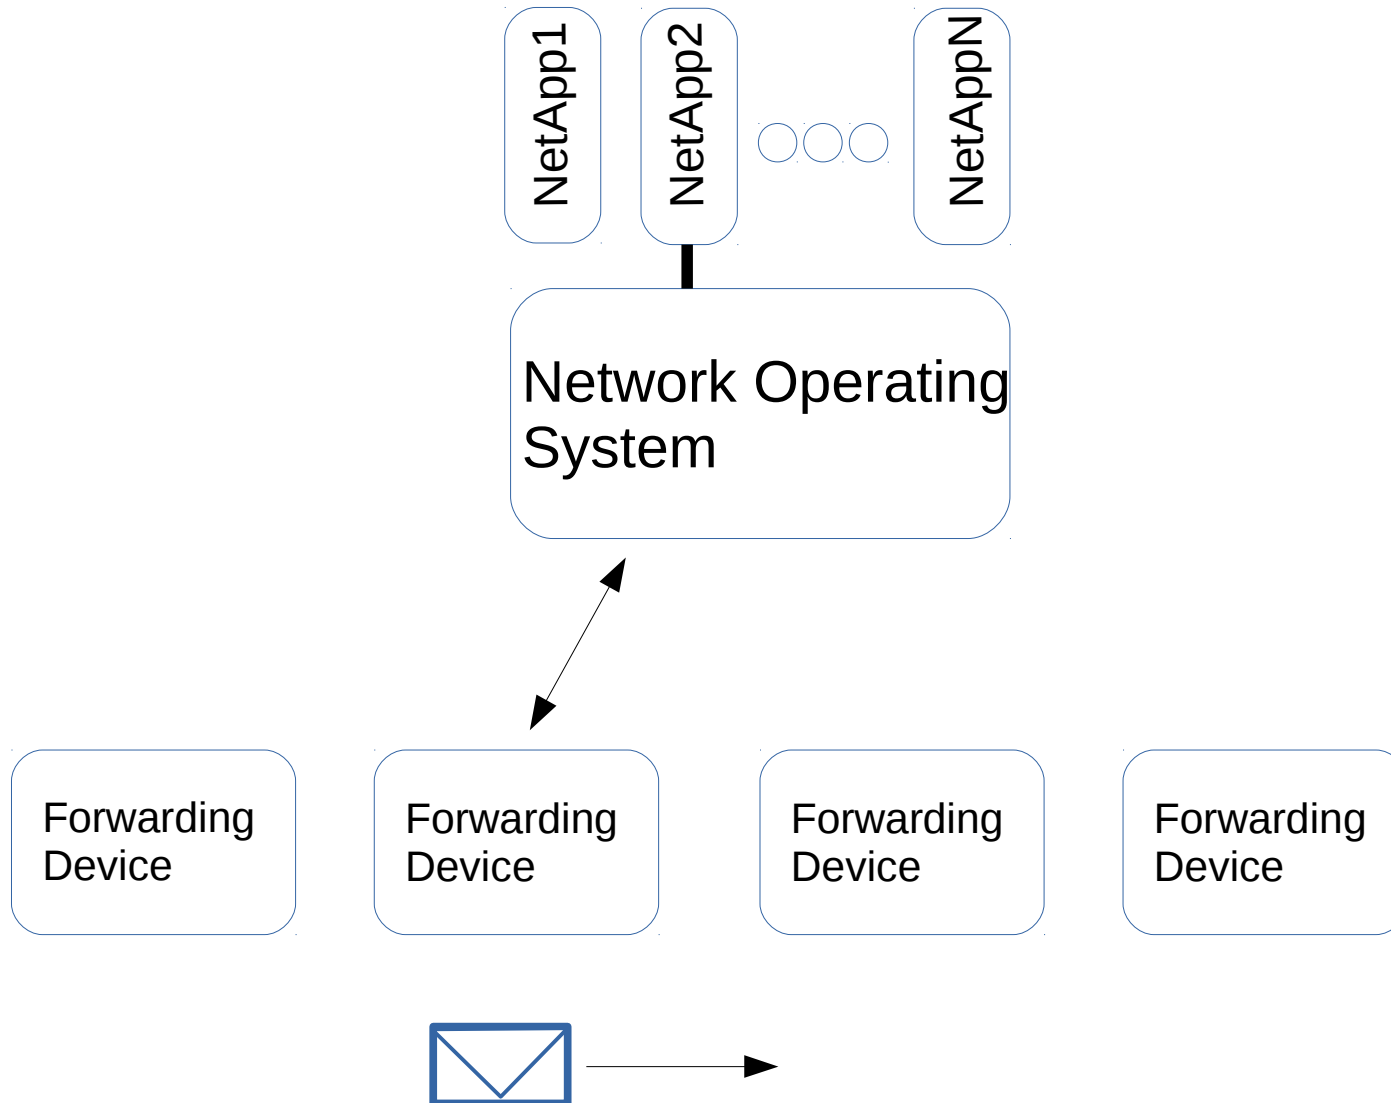 NetApp1
NetApp2
NetAppN
Network Operating
System
Forwarding
Device
Forwarding
Device
Forwarding
Device
Forwarding
Device